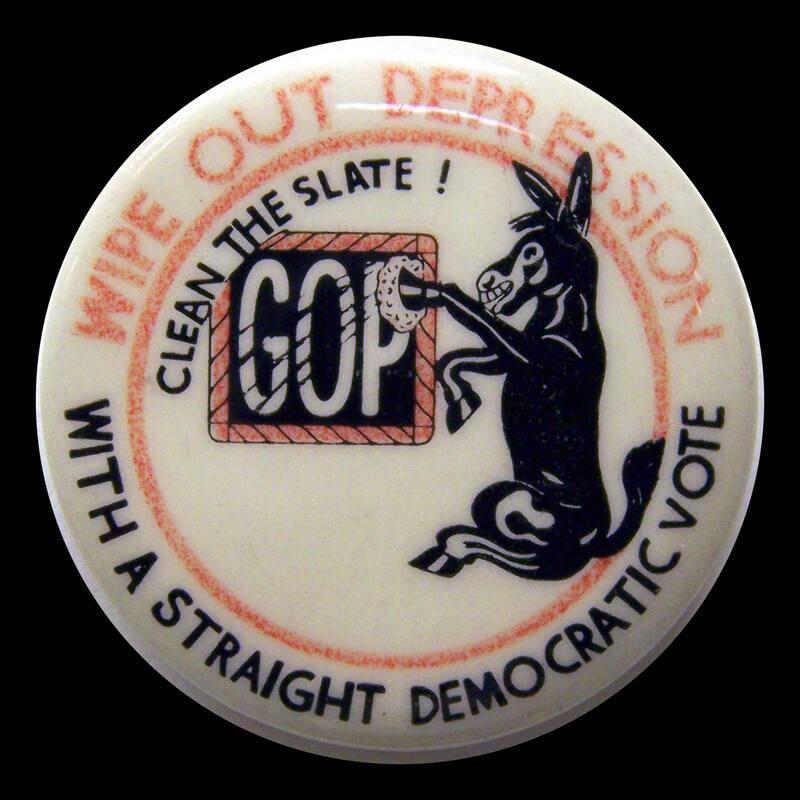 WIPE OUT DEPRESSION
CLEAN THE SLATE !
GOP
WITH A STRAIGHT DEMOCRATIC VOTE